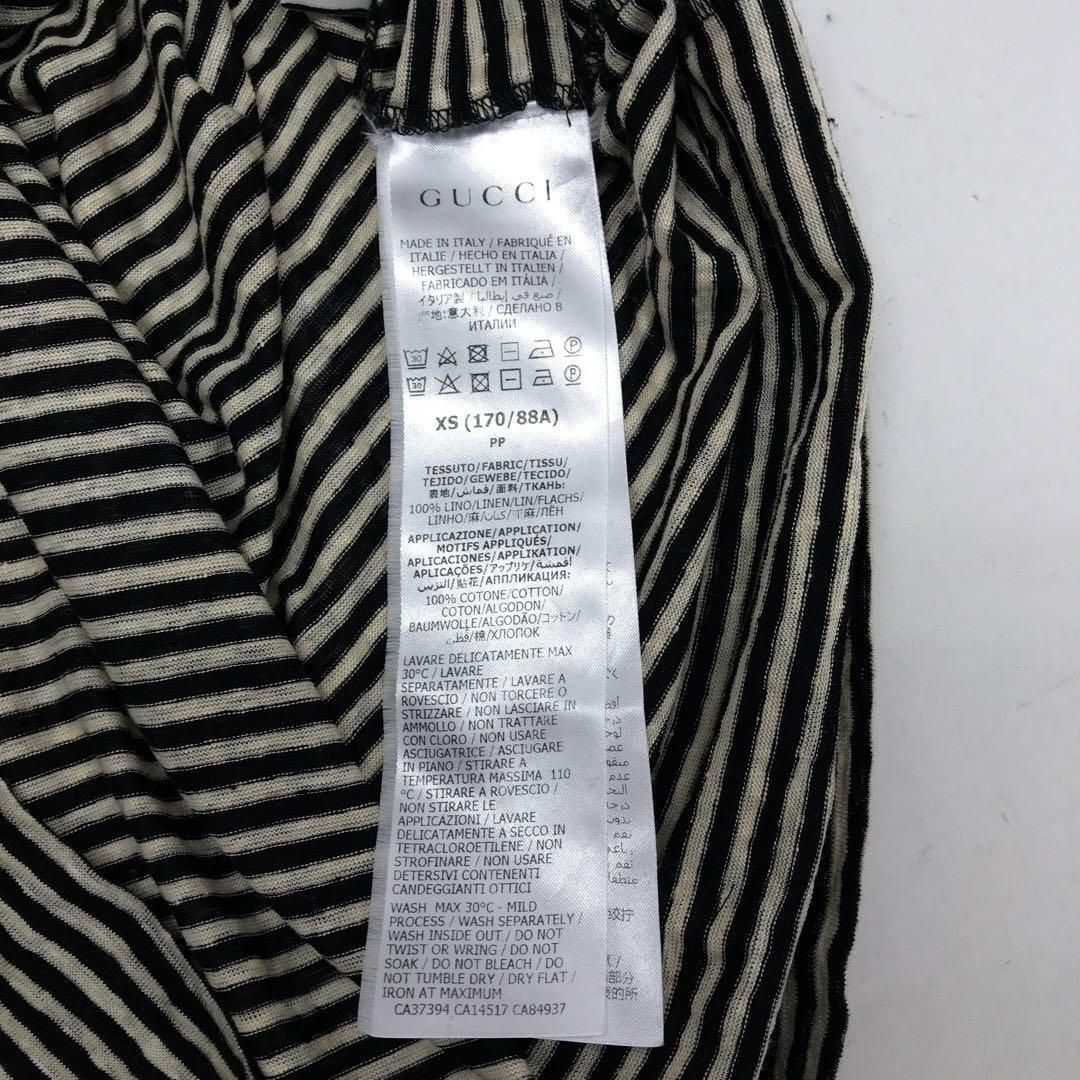 GUCCI
MADE IN ITALY / FABRIQUÉ EN
ITALIE / HECHO EN ITALIA /
HERGESTELLT IN ITALIEN /
FABRICADO EM ITÁLIA /
イタリア製 / صنع في إيطاليا /
产地:意大利 / СДЕЛАНО В
ИТАЛИИ
30 P
30 P
XS (170/88A)
PP
TESSUTO/FABRIC/TISSU/
TEJIDO/GEWEBE/TECIDO/
表地/قماش/面料/ТКАНЬ:
100% LINO/LINEN/LIN/FLACHS/
LINHO/麻/كتان/亚麻/ЛЁН
APPLICAZIONE/APPLICATION/
MOTIFS APPLIQUÉS/
APLICACIONES/APPLIKATION/
APLICAÇÕES/アップリケ/أقمشة
التزيين/貼花/АППЛИКАЦИЯ:
100% COTONE/COTTON/
COTON/ALGODON/
BAUMWOLLE/ALGODÃO/コットン/
قطن/棉/ХЛОПОК
LAVARE DELICATAMENTE MAX
30°C / LAVARE
SEPARATAMENTE / LAVARE A
ROVESCIO / NON TORCERE O
STRIZZARE / NON LASCIARE IN
AMMOLLO / NON TRATTARE
CON CLORO / NON USARE
ASCIUGATRICE / ASCIUGARE
IN PIANO / STIRARE A
TEMPERATURA MASSIMA 110
°C / STIRARE A ROVESCIO /
NON STIRARE LE
APPLICAZIONI / LAVARE
DELICATAMENTE A SECCO IN
TETRACLOROETILENE / NON
STROFINARE / NON USARE
DETERSIVI CONTENENTI
CANDEGGIANTI OTTICI
WASH MAX 30°C - MILD
PROCESS / WASH SEPARATELY /
WASH INSIDE OUT / DO NOT
TWIST OR WRING / DO NOT
SOAK / DO NOT BLEACH / DO
NOT TUMBLE DRY / DRY FLAT /
IRON AT MAXIMUM
CA37394 CA14517 CA84937